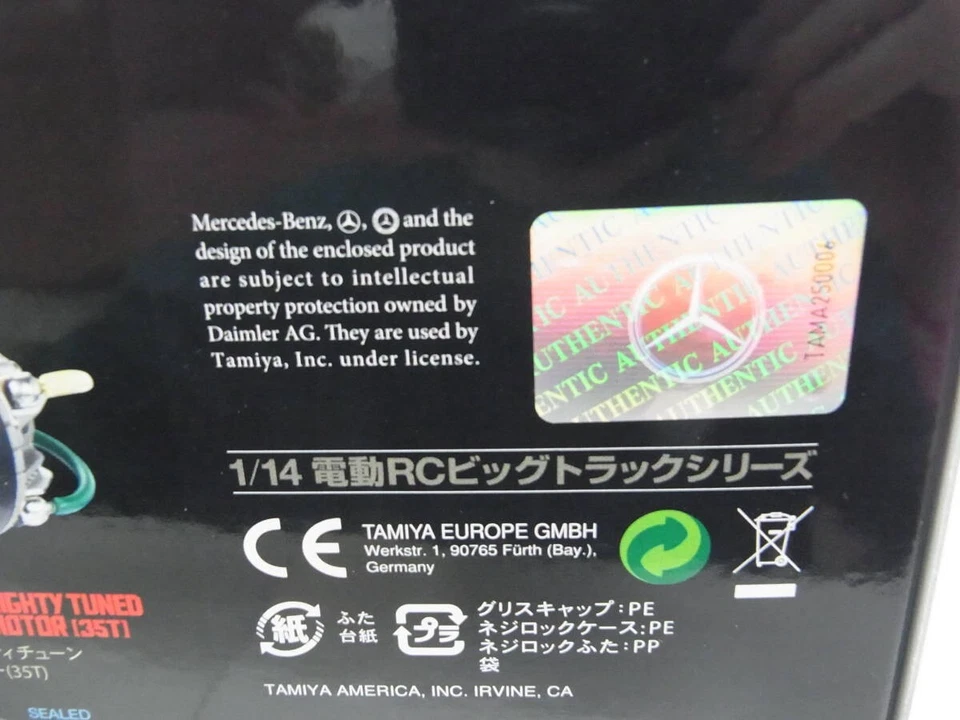 Mercedes-Benz, and the
design of the enclosed product
are subject to intellectual
property protection owned by
Daimler AG. They are used by
Tamiya, Inc. under license.
AUTHENTIC AUTHENTIC
AUTHENTIC
TAMA250006
1/14 電動RCビッグトラックシリーズ
CE
TAMIYA EUROPE GMBH
Werkstr. 1, 90765 Fürth (Bay.),
Germany
IGHTY TUNED
MOTOR (35T)
ィチューン
ー(35T)
SEALED
紙
ふた
台紙
プラ
グリスキャップ:PE
ネジロックケース:PE
ネジロックふた:PP
袋
TAMIYA AMERICA, INC. IRVINE, CA